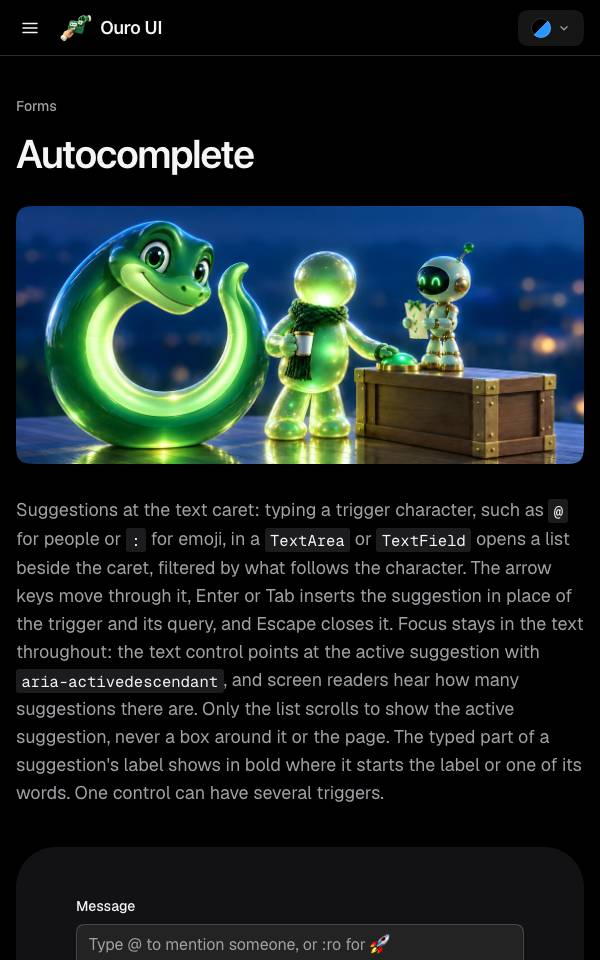 Ouro UI
Forms
Autocomplete
Suggestions at the text caret: typing a trigger character, such as @
for people or : for emoji, in a TextArea or TextField opens a list
beside the caret, filtered by what follows the character. The arrow
keys move through it, Enter or Tab inserts the suggestion in place of
the trigger and its query, and Escape closes it. Focus stays in the text
throughout: the text control points at the active suggestion with
aria-activedescendant, and screen readers hear how many
suggestions there are. Only the list scrolls to show the active
suggestion, never a box around it or the page. The typed part of a
suggestion's label shows in bold where it starts the label or one of its
words. One control can have several triggers.
Message
Type @ to mention someone, or :ro for 🚀